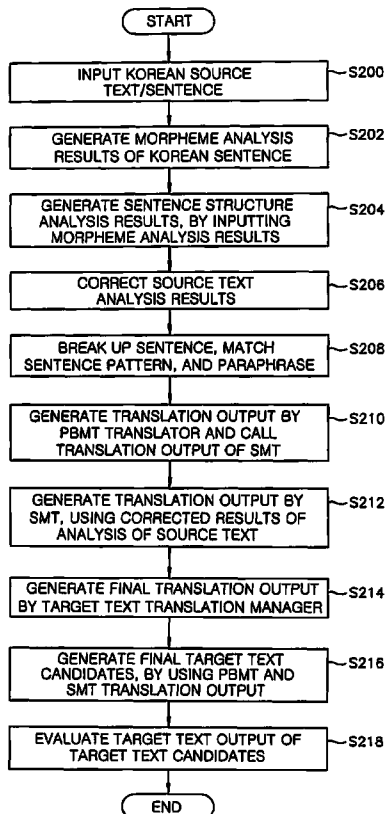 START
INPUT KOREAN SOURCE
TEXT/SENTENCE
S200
GENERATE MORPHEME ANALYSIS
RESULTS OF KOREAN SENTENCE
S202
GENERATE SENTENCE STRUCTURE
ANALYSIS RESULTS, BY INPUTTING
MORPHEME ANALYSIS RESULTS
S204
CORRECT SOURCE TEXT
ANALYSIS RESULTS
S206
BREAK UP SENTENCE, MATCH
SENTENCE PATTERN, AND PARAPHRASE
S208
GENERATE TRANSLATION OUTPUT BY
PBMT TRANSLATOR AND CALL
TRANSLATION OUTPUT OF SMT
S210
GENERATE TRANSLATION OUTPUT BY
SMT, USING CORRECTED RESULTS OF
ANALYSIS OF SOURCE TEXT
S212
GENERATE FINAL TRANSLATION OUTPUT
BY TARGET TEXT TRANSLATION MANAGER
S214
GENERATE FINAL TARGET TEXT
CANDIDATES, BY USING PBMT AND
SMT TRANSLATION OUTPUT
S216
EVALUATE TARGET TEXT OUTPUT OF
TARGET TEXT CANDIDATES
S218
END